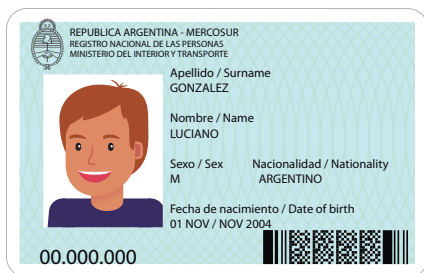 REPUBLICA ARGENTINA - MERCOSUR
REGISTRO NACIONAL DE LAS PERSONAS
MINISTERIO DEL INTERIOR Y TRANSPORTE
Apellido / Surname
GONZALEZ
Nombre / Name
LUCIANO
Sexo / Sex Nacionalidad / Nationality
M ARGENTINO
Fecha de nacimiento / Date of birth
01 NOV / NOV 2004
00.000.000